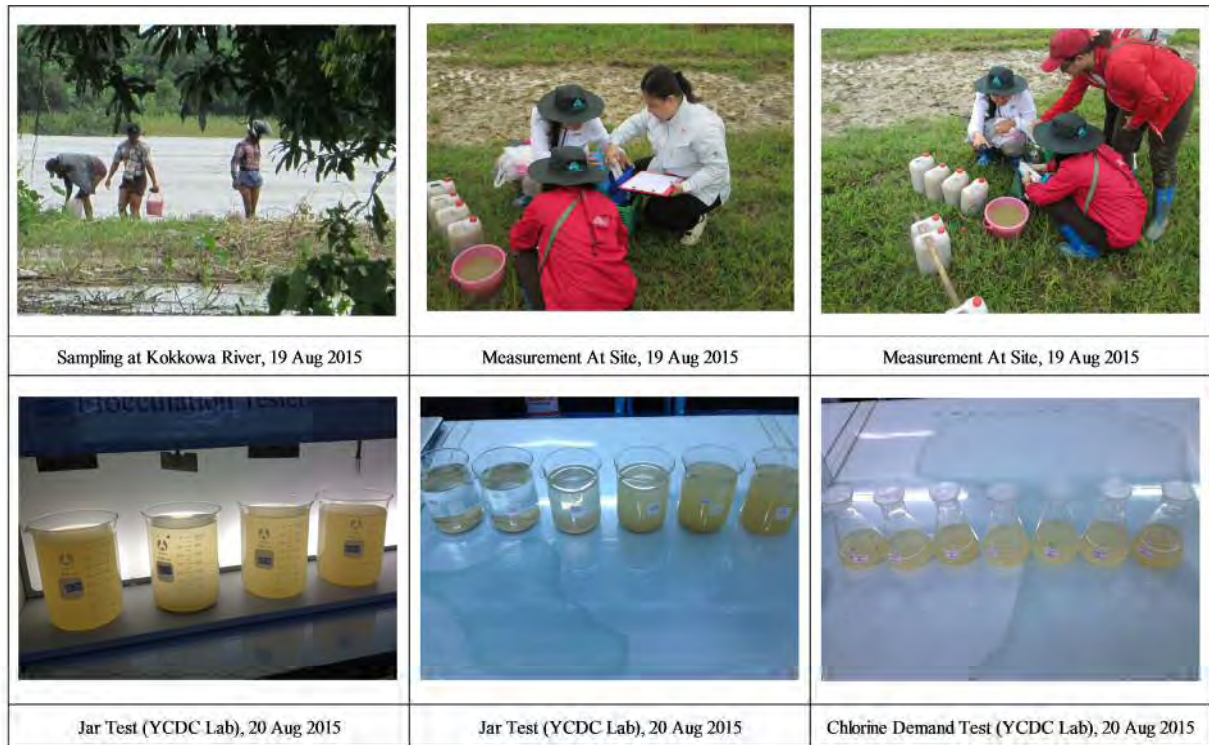 Sampling at Kokkowa River, 19 Aug 2015
Measurement At Site, 19 Aug 2015
Measurement At Site, 19 Aug 2015
Flocculation Tester
Jar Test (YCDC Lab), 20 Aug 2015
Jar Test (YCDC Lab), 20 Aug 2015
Chlorine Demand Test (YCDC Lab), 20 Aug 2015